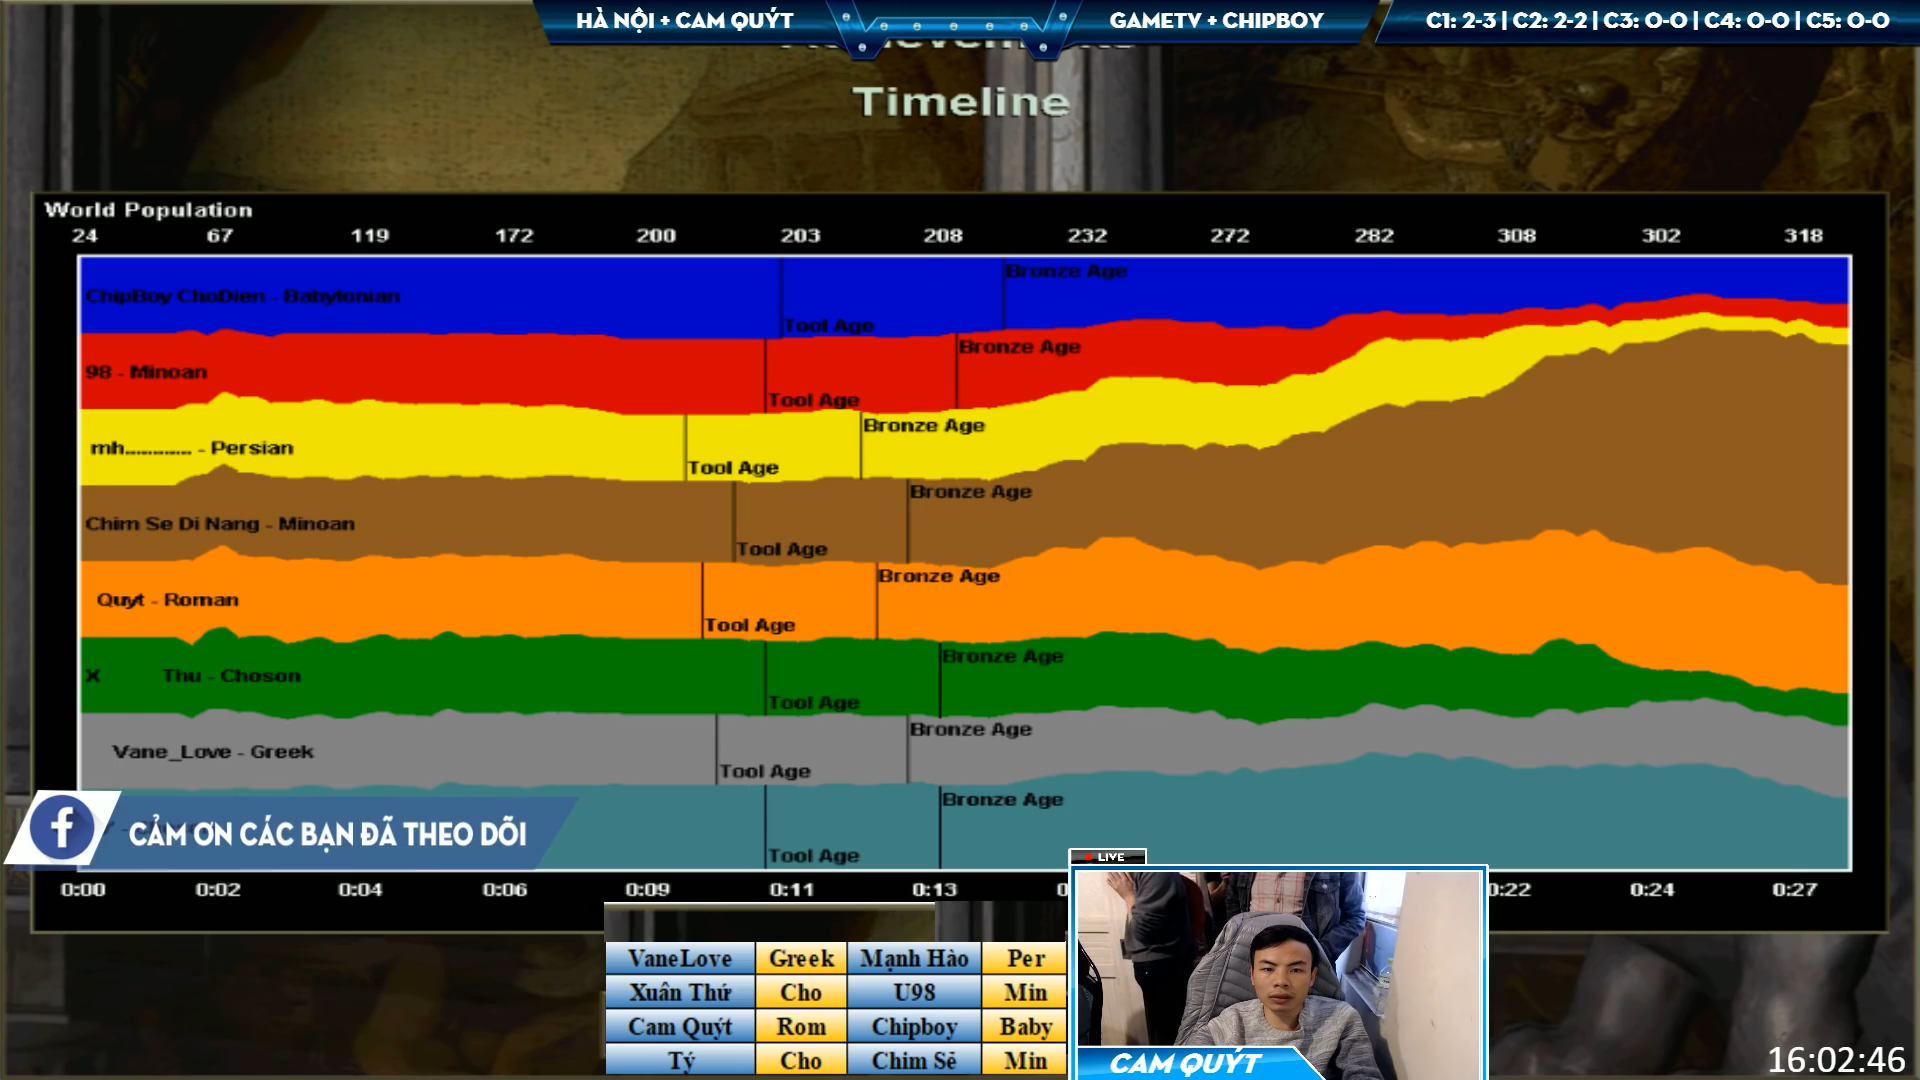 HÀ NỘI + CAM QUÝT
GAMETV + CHIPBOY
C1: 2-3 | C2: 2-2 | C3: 0-0 | C4: 0-0 | C5: 0-0
Achievements
Timeline
World Population
24 67 119 172 200 203 208 232 272 282 308 302 318
Bronze Age
ChipBoy ChoDien - Babylonian
Tool Age
Bronze Age
98 - Minoan
Tool Age
Bronze Age
mh............. - Persian
Tool Age
Bronze Age
Chim Se Di Nang - Minoan
Tool Age
Bronze Age
Quyt - Roman
Tool Age
Bronze Age
X Thu - Choson
Tool Age
Bronze Age
Vane_Love - Greek
Tool Age
Bronze Age
CẢM ƠN CÁC BẠN ĐÃ THEO DÕI
Tool Age
LIVE
0:00 0:02 0:04 0:06 0:09 0:11 0:13 0:22 0:24 0:27
VaneLove Greek Mạnh Hào Per
Xuân Thứ Cho U98 Min
Cam Quýt Rom Chipboy Baby
Tý Cho Chim Sẻ Min
CAM QUÝT
16:02:46